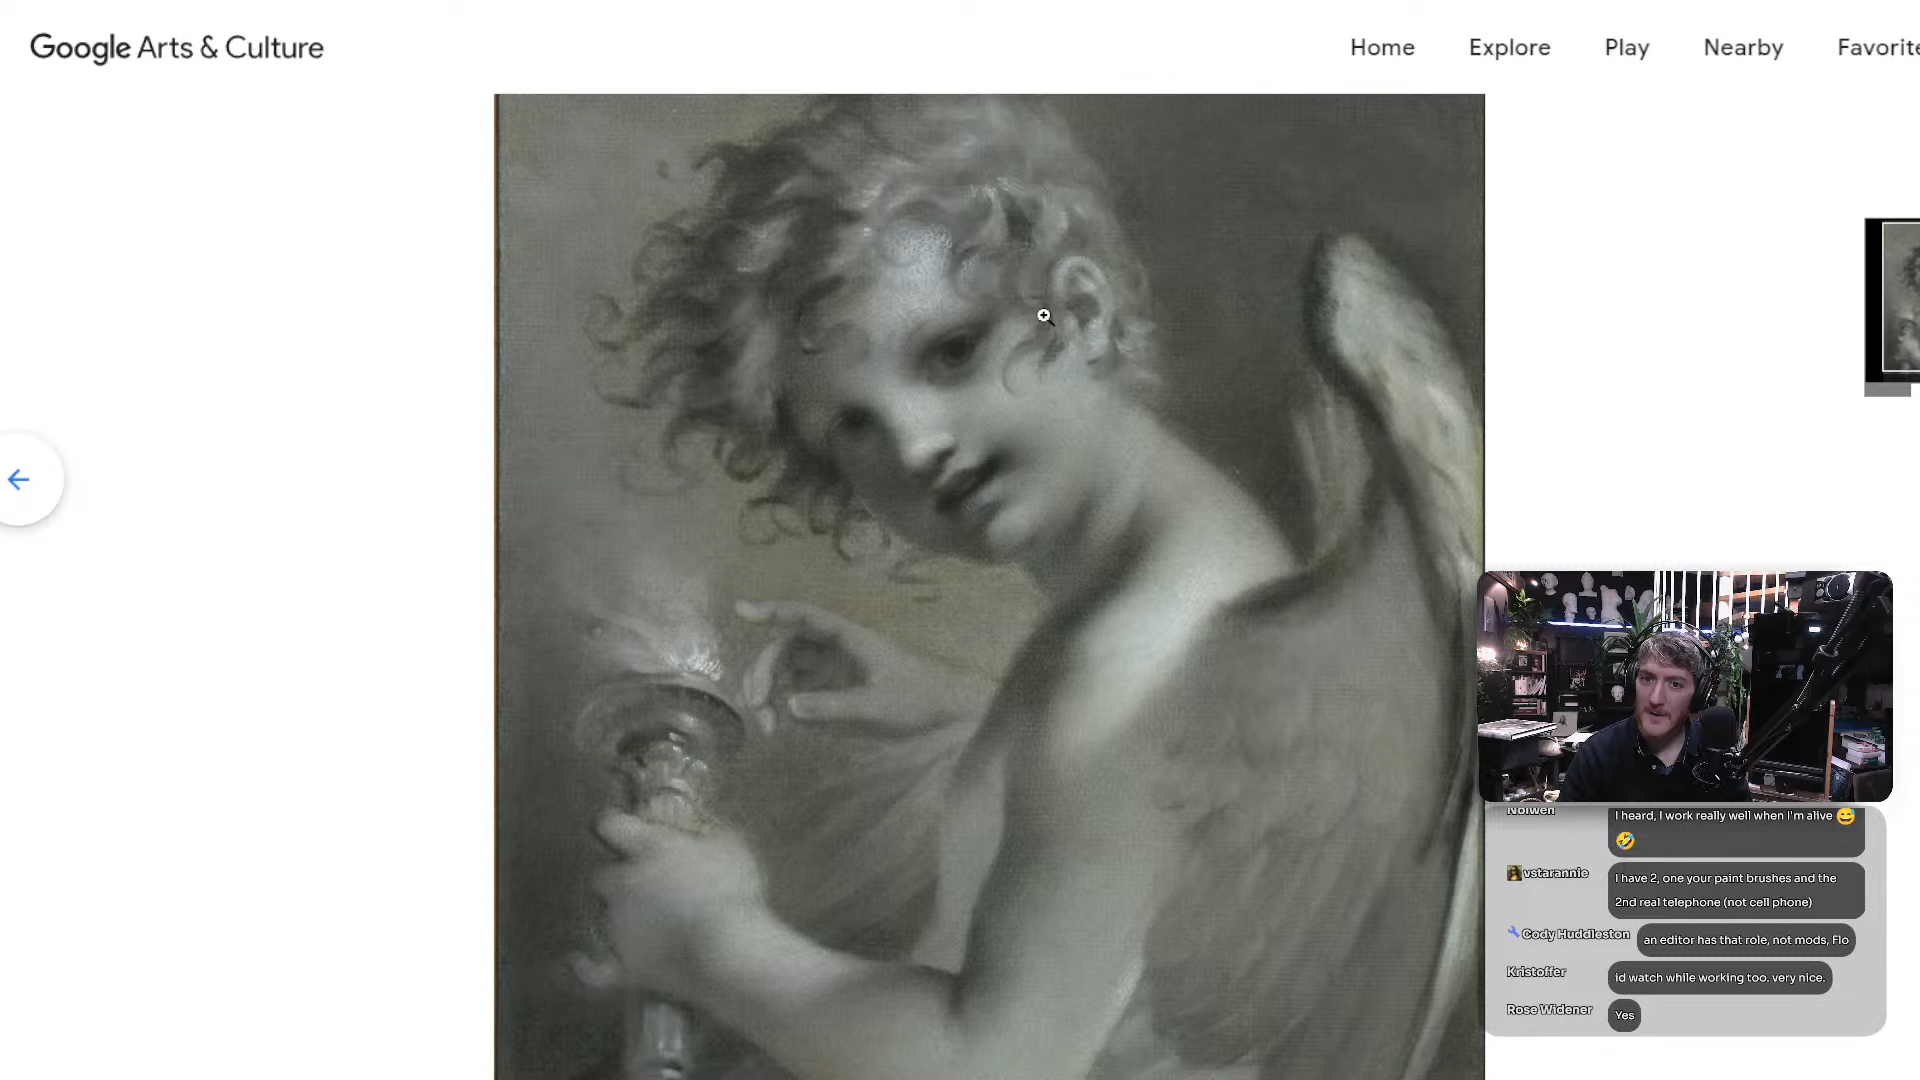 Google Arts & Culture
Home
Explore
Play
Nearby
Favorite
Nolwen
I heard, I work really well when I'm alive 😅
🤣
vstarannie
I have 2, one your paint brushes and the
2nd real telephone (not cell phone)
Cody Huddleston
an editor has that role, not mods, Flo
Kristoffer
id watch while working too. very nice.
Rose Widener
Yes